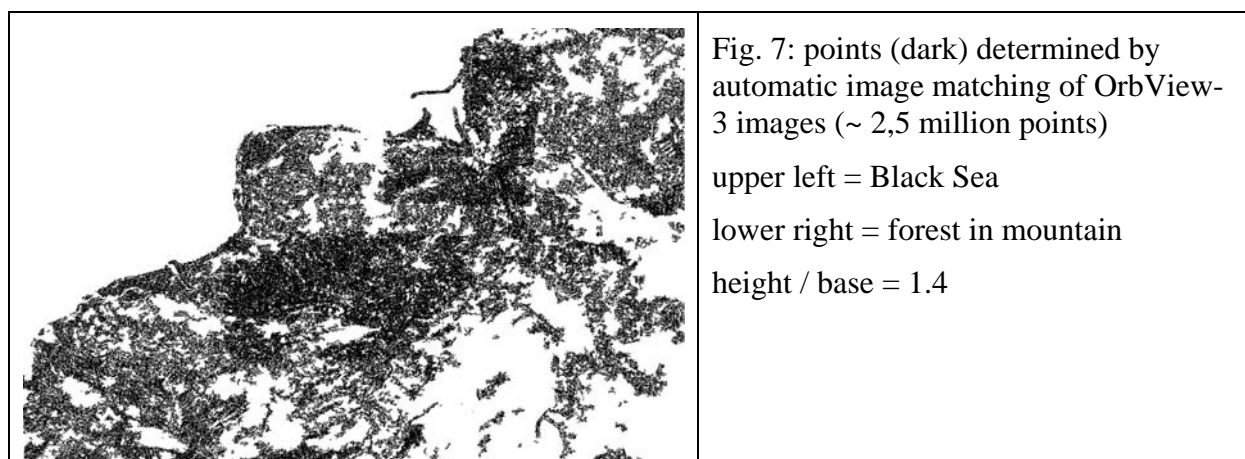 Fig. 7: points (dark) determined by
automatic image matching of OrbView-
3 images (~ 2,5 million points)
upper left = Black Sea
lower right = forest in mountain
height / base = 1.4